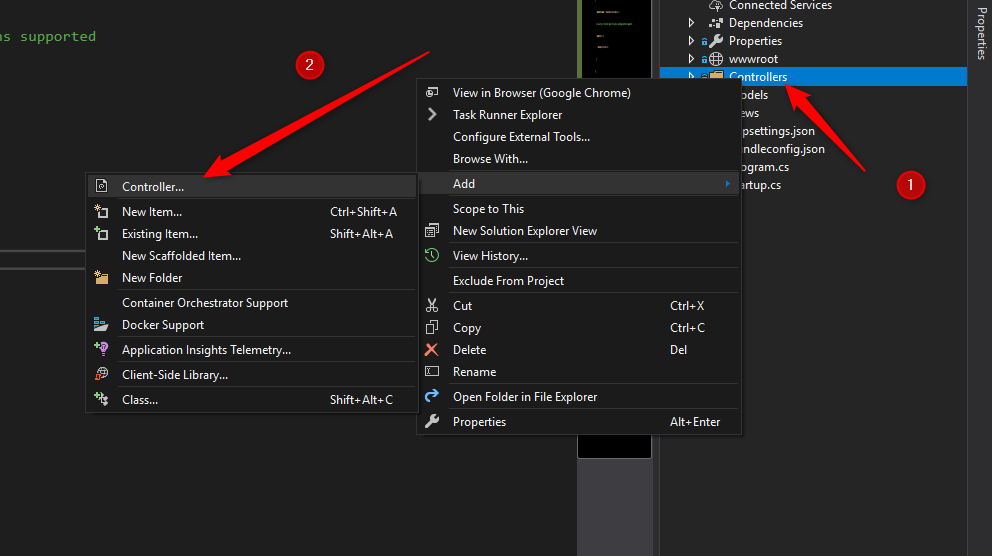 as supported
2
1
Controller...
New Item... Ctrl+Shift+A
Existing Item... Shift+Alt+A
New Scaffolded Item...
New Folder
Container Orchestrator Support
Docker Support
Application Insights Telemetry...
Client-Side Library...
Class... Shift+Alt+C
View in Browser (Google Chrome)
Task Runner Explorer
Configure External Tools...
Browse With...
Add
Scope to This
New Solution Explorer View
View History...
Exclude From Project
Cut Ctrl+X
Copy Ctrl+C
Delete Del
Rename
Open Folder in File Explorer
Properties Alt+Enter
Connected Services
Dependencies
Properties
wwwroot
Controllers
odels
ews
psettings.json
ndleconfig.json
ogram.cs
artup.cs
Properties